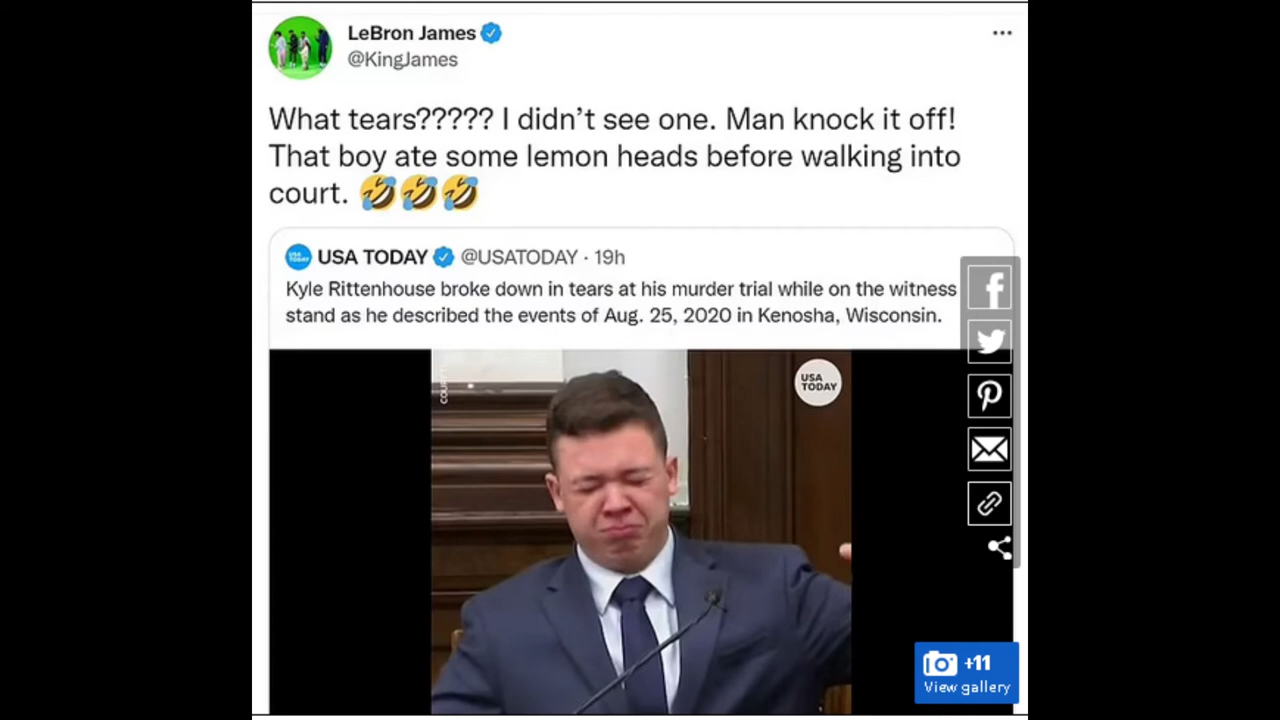 LeBron James
@KingJames
What tears????? I didn't see one. Man knock it off!
That boy ate some lemon heads before walking into
court. 🤣🤣🤣
USA TODAY @USATODAY · 19h
Kyle Rittenhouse broke down in tears at his murder trial while on the witness
stand as he described the events of Aug. 25, 2020 in Kenosha, Wisconsin.
USA
TODAY
+11
View gallery